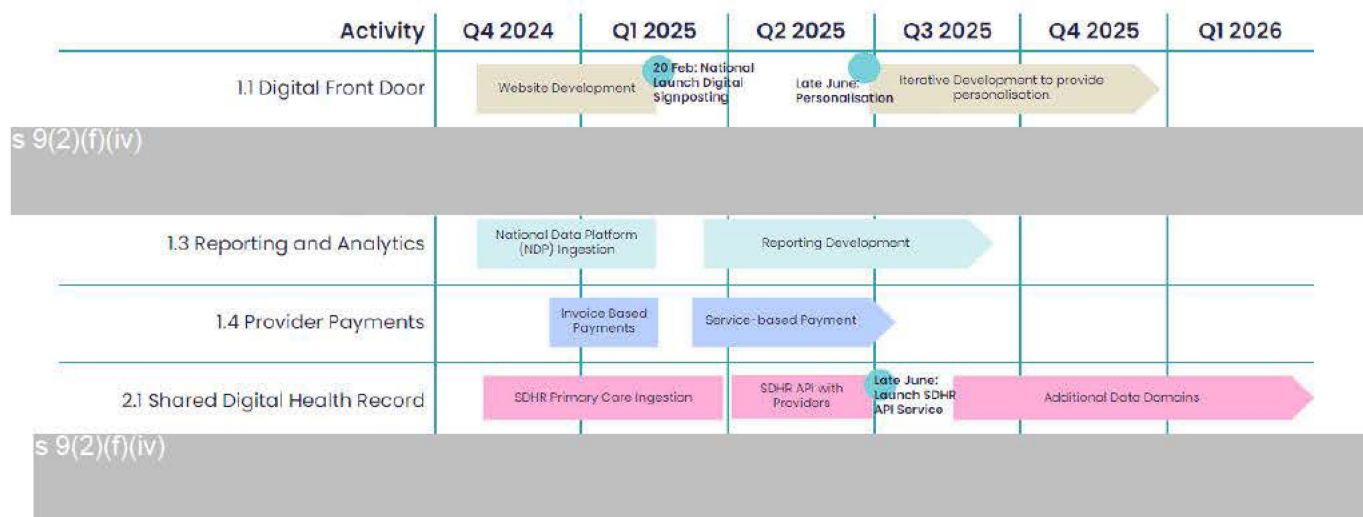 Activity Q4 2024 Q1 2025 Q2 2025 Q3 2025 Q4 2025 Q1 2026
1.1 Digital Front Door
Website Development
20 Feb: National
Launch Digital
Signposting
Late June:
Personalisation
Iterative Development to provide
personalisation.
s 9(2)(f)(iv)
1.3 Reporting and Analytics
National Data Platform
(NDP) Ingestion
Reporting Development
1.4 Provider Payments
Invoice Based
Payments
Service-based Payment
2.1 Shared Digital Health Record
SDHR Primary Care Ingestion
SDHR API with
Providers
Late June:
Launch SDHR
API Service
Additional Data Domains
s 9(2)(f)(iv)